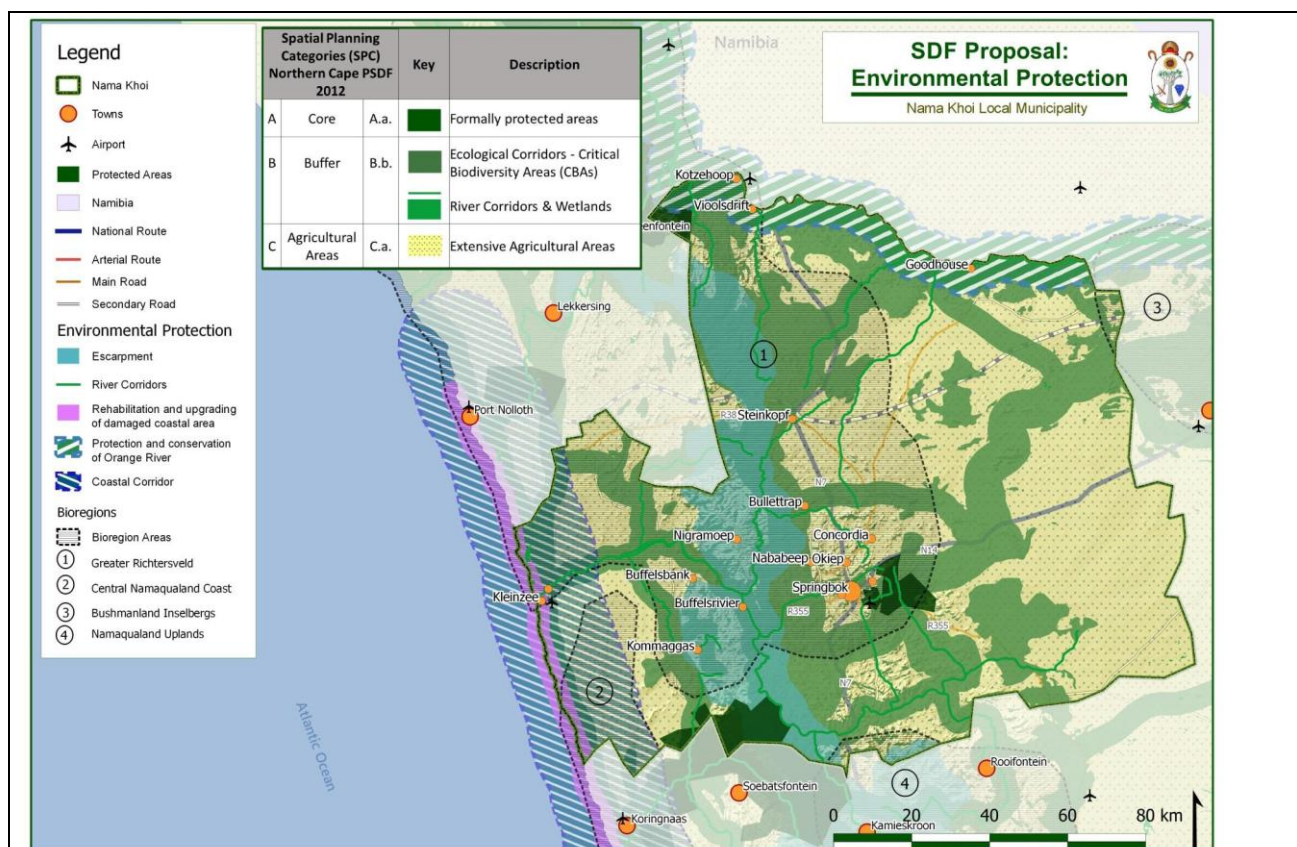 Legend
Nama Khoi
Towns
Airport
Protected Areas
Namibia
National Route
Arterial Route
Main Road
Secondary Road
Environmental Protection
Escarpment
River Corridors
Rehabilitation and upgrading
of damaged coastal area
Protection and conservation
of Orange River
Coastal Corridor
Bioregions
Bioregion Areas
1 Greater Richtersveld
2 Central Namaqualand Coast
3 Bushmanland Inselbergs
4 Namaqualand Uplands
Spatial Planning
Categories (SPC)
Northern Cape PSDF
2012
Key
Description
A Core A.a. Formally protected areas
B Buffer B.b. Ecological Corridors - Critical
Biodiversity Areas (CBAs)
River Corridors & Wetlands
C Agricultural
Areas
C.a. Extensive Agricultural Areas
SDF Proposal:
Environmental Protection
Nama Khoi Local Municipality
Namibia
Kotzehoop
Vioolsdrift
enfontein
Goodhouse
3
Lekkersing
1
Port Nolloth
R38
Steinkopf
N7
Bullettrap
Nigramoep
Concordia
Nababeep
Okiep
N14
Buffelsbank
Springbok
Kleinzee
Buffelsrivier
R355
R355
Kommaggas
2
N7
Atlantic Ocean
4
Rooifontein
Soebatsfontein
Koringnaas
Kamieskroon
0 20 40 60 80 km